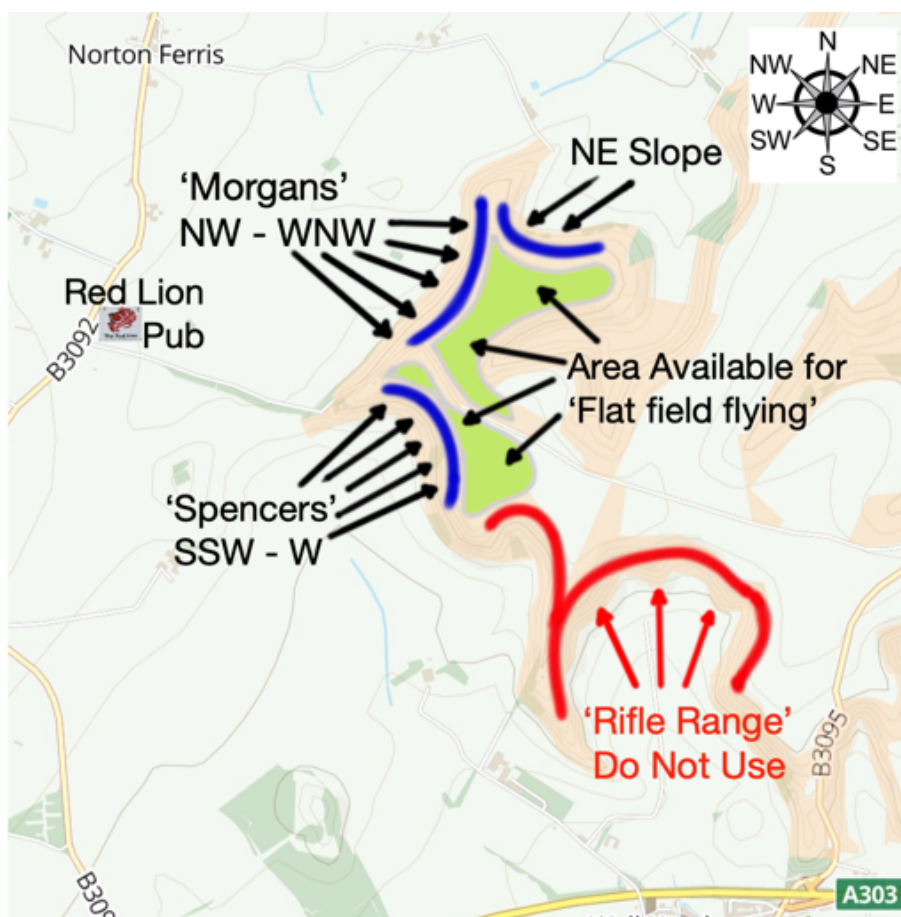 Norton Ferris
N
NW
NE
W
E
SW
SE
S
NE Slope
‘Morgans’
NW - WNW
Red Lion
Pub
B3092
Area Available for
‘Flat field flying’
‘Spencers’
SSW - W
‘Rifle Range’
Do Not Use
B3095
A303